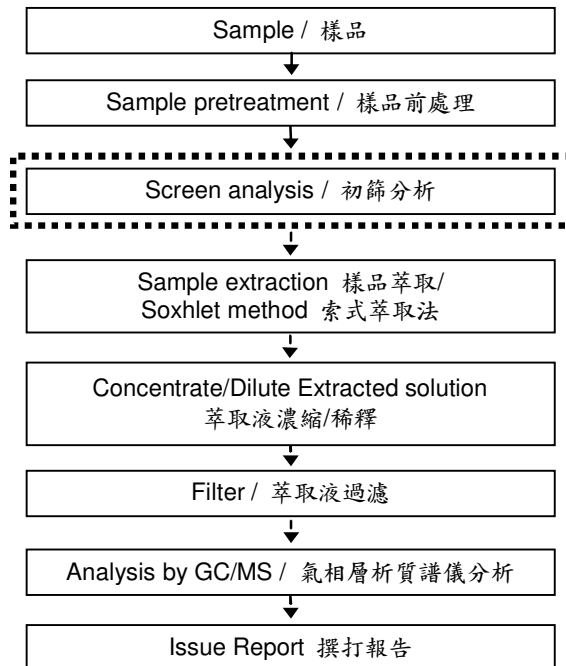 Sample / 樣品
Sample pretreatment / 樣品前處理
Screen analysis / 初篩分析
Sample extraction 樣品萃取/
Soxhlet method 索式萃取法
Concentrate/Dilute Extracted solution
萃取液濃縮/稀釋
Filter / 萃取液過濾
Analysis by GC/MS / 氣相層析質譜儀分析
Issue Report 撰打報告